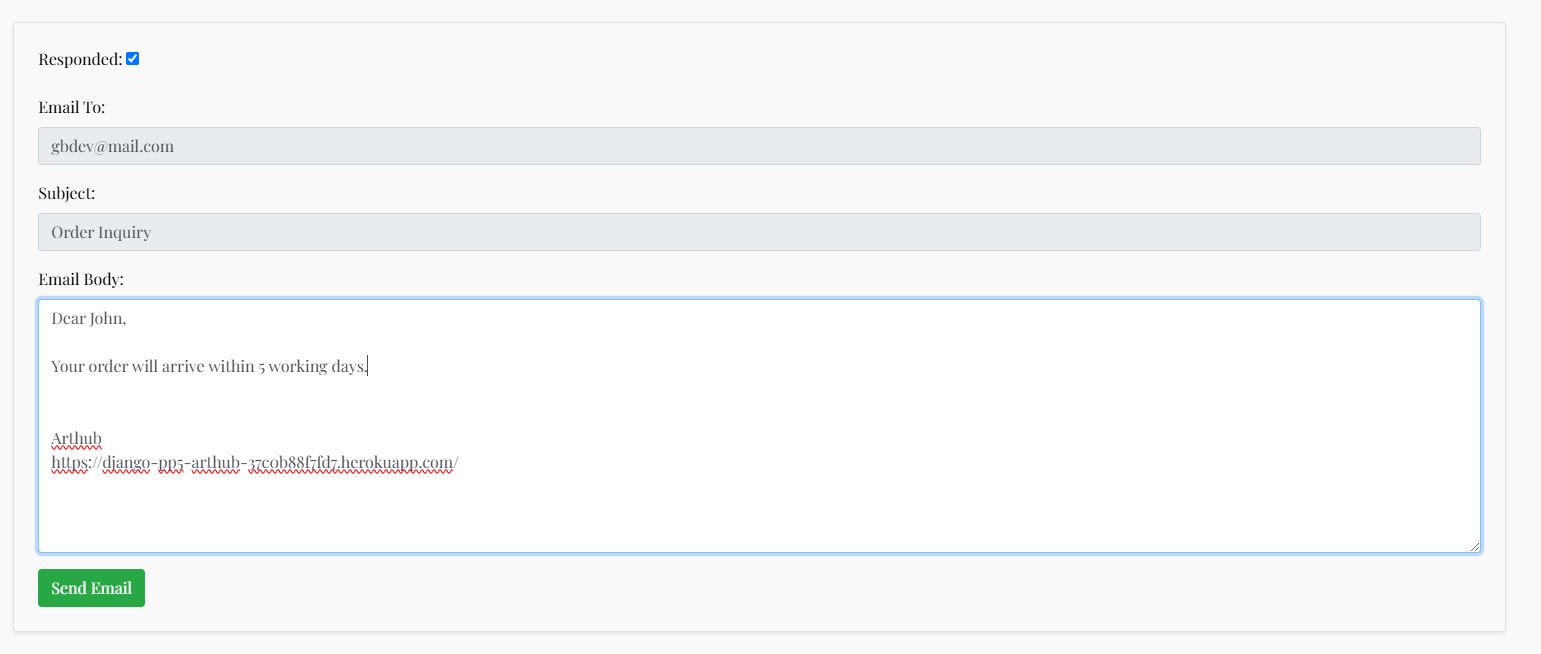 Responded:
Email To:
gbdev@mail.com
Subject:
Order Inquiry
Email Body:
Dear John,
Your order will arrive within 5 working days.
Arthub
https://django-pp5-arthub-37c0b88f7fd7.herokuapp.com/
Send Email